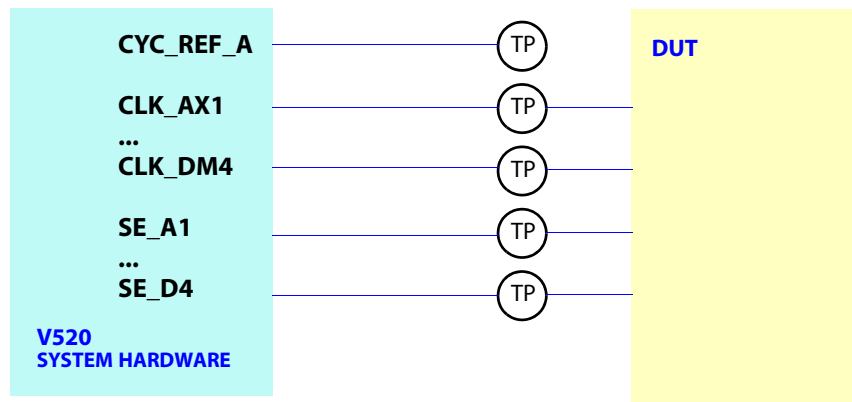 CYC_REF_A
TP
DUT
CLK_AX1
TP
...
CLK_DM4
TP
SE_A1
TP
...
SE_D4
TP
V520
SYSTEM HARDWARE